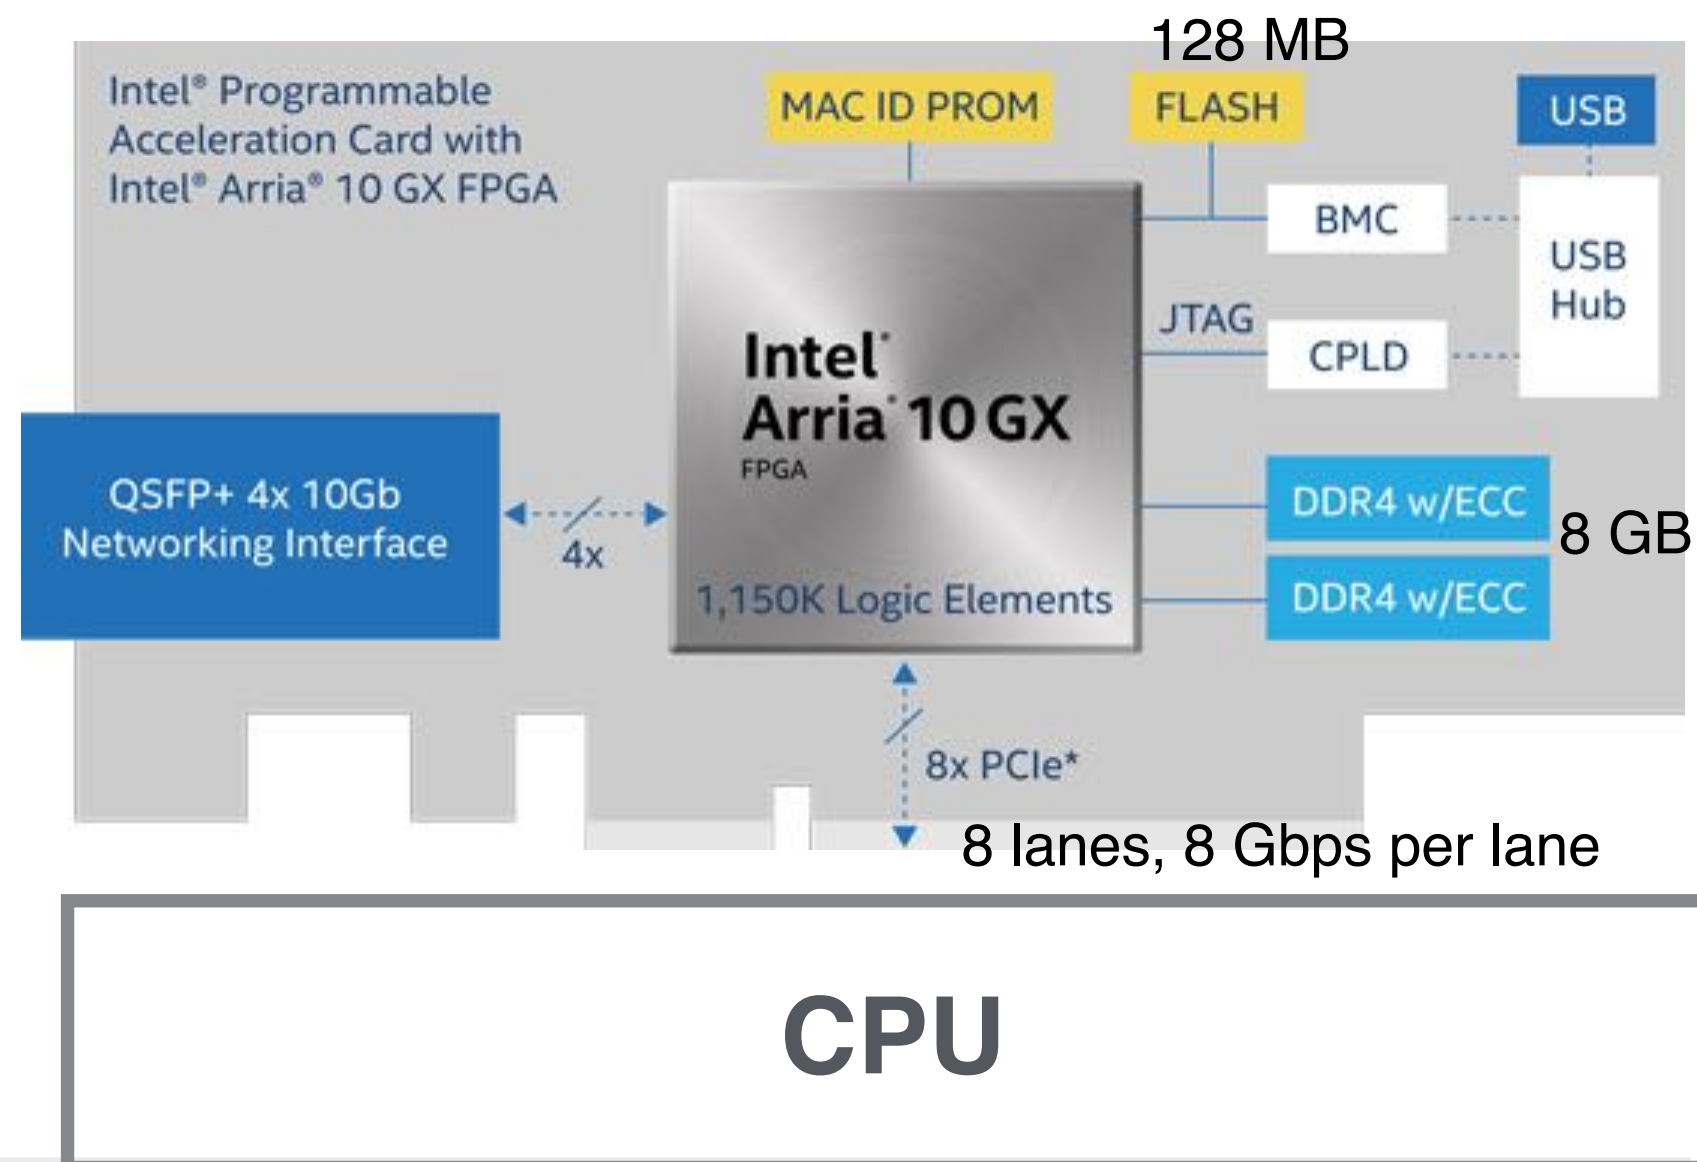 128 MB
Intel® Programmable
Acceleration Card with
Intel® Arria® 10 GX FPGA
MAC ID PROM
FLASH
USB
BMC
USB
Hub
JTAG
CPLD
Intel®
Arria® 10 GX
FPGA
1,150K Logic Elements
QSFP+ 4x 10Gb
Networking Interface
4x
DDR4 w/ECC
8 GB
DDR4 w/ECC
8x PCIe*
8 lanes, 8 Gbps per lane
CPU